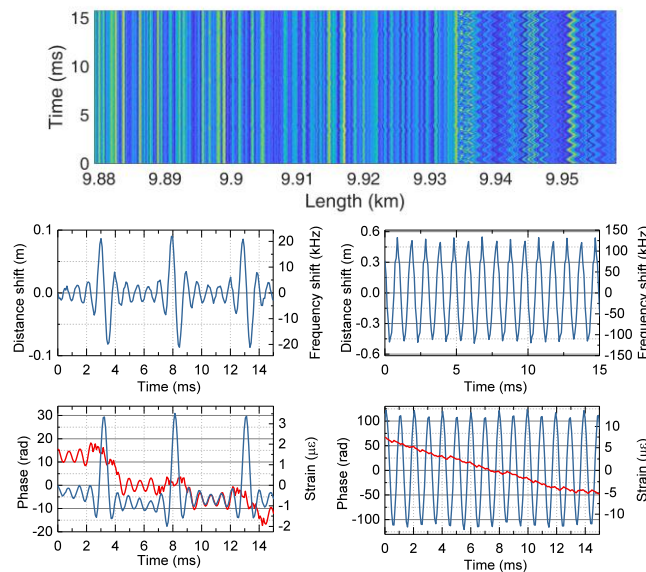 15
10
5
0
Time (ms)
9.88 9.89 9.9 9.91 9.92 9.93 9.94 9.95
Length (km)
0.1
0.0
-0.1
Distance shift (m)
20
10
0
-10
-20
Frequency shift (kHz)
0 2 4 6 8 10 12 14
Time (ms)
0.6
0.3
0.0
-0.3
-0.6
Distance shift (m)
150
100
50
0
-50
-100
-150
Frequency shift (kHz)
0 5 10 15
Time (ms)
30
20
10
0
-10
-20
Phase (rad)
3
2
1
0
-1
-2
Strain (με)
0 2 4 6 8 10 12 14
Time (ms)
100
50
0
-50
-100
Phase (rad)
10
5
0
-5
-10
Strain (με)
0 2 4 6 8 10 12 14
Time (ms)